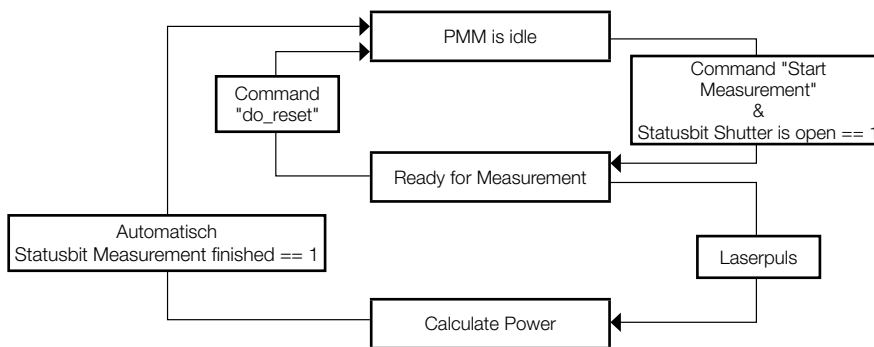 PMM is idle
Command "Start
Measurement"
&
Statusbit Shutter is open == 1
Command
"do_reset"
Ready for Measurement
Automatisch
Statusbit Measurement finished == 1
Laserpuls
Calculate Power